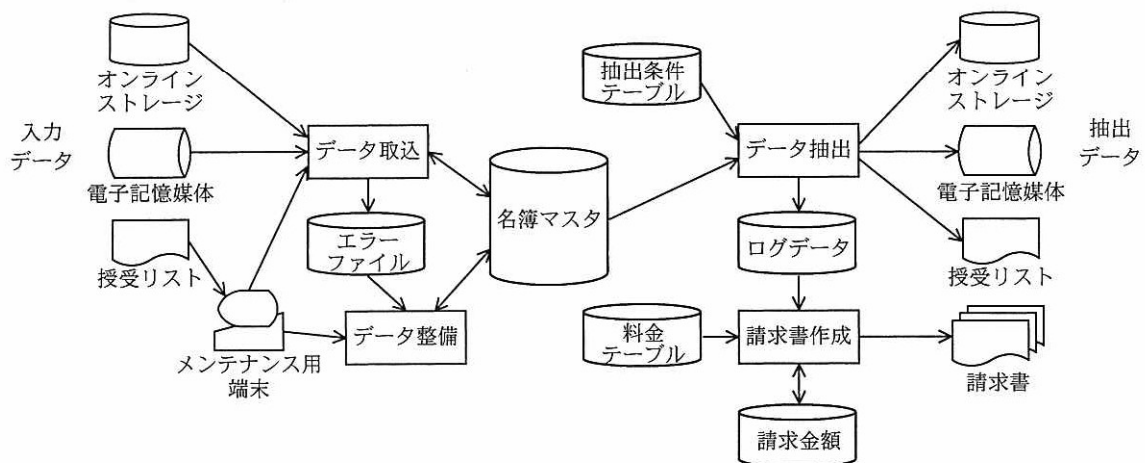 オンライン
ストレージ
入力
データ
電子記憶媒体
授受リスト
メンテナンス用
端末
データ取込
エラー
ファイル
データ整備
名簿マスタ
抽出条件
テーブル
データ抽出
ログデータ
料金
テーブル
請求書作成
請求金額
オンライン
ストレージ
抽出
データ
電子記憶媒体
授受リスト
請求書